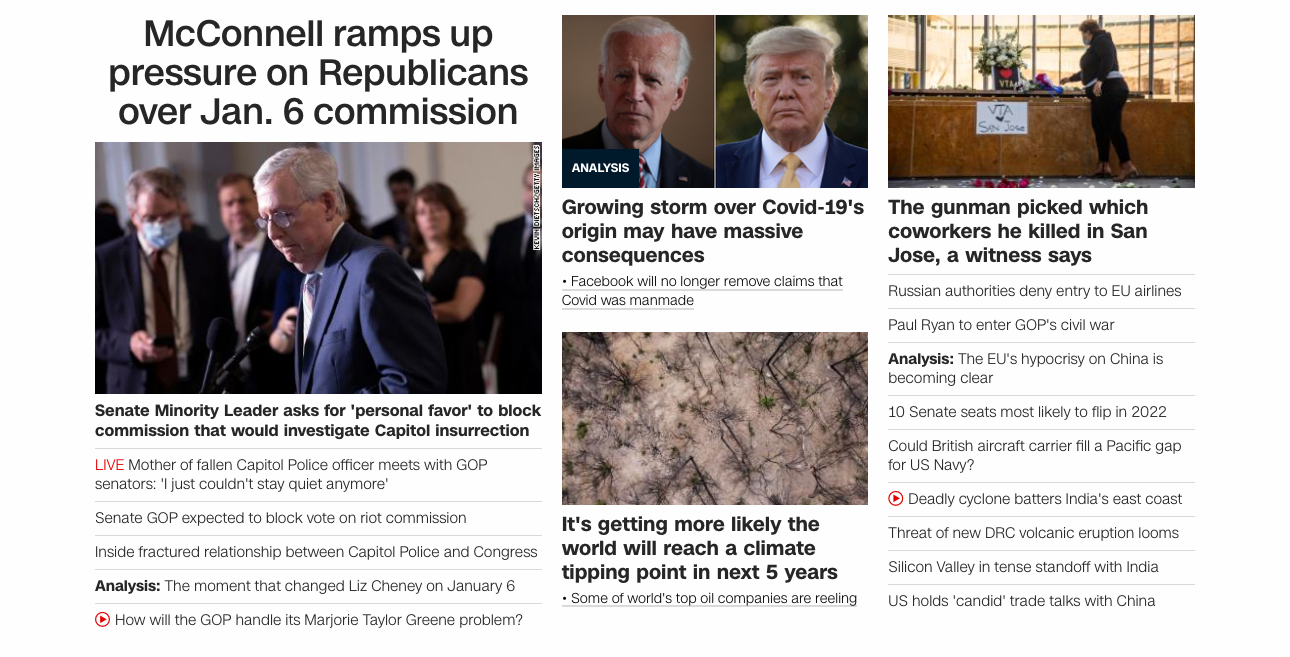 McConnell ramps up
pressure on Republicans
over Jan. 6 commission
KEVIN DIETSCH/GETTY IMAGES
Senate Minority Leader asks for 'personal favor' to block
commission that would investigate Capitol insurrection
LIVE Mother of fallen Capitol Police officer meets with GOP
senators: 'I just couldn't stay quiet anymore'
Senate GOP expected to block vote on riot commission
Inside fractured relationship between Capitol Police and Congress
Analysis: The moment that changed Liz Cheney on January 6
How will the GOP handle its Marjorie Taylor Greene problem?
ANALYSIS
Growing storm over Covid-19's
origin may have massive
consequences
• Facebook will no longer remove claims that
Covid was manmade
It's getting more likely the
world will reach a climate
tipping point in next 5 years
• Some of world's top oil companies are reeling
VTA
VTA
SAN JOSE
The gunman picked which
coworkers he killed in San
Jose, a witness says
Russian authorities deny entry to EU airlines
Paul Ryan to enter GOP's civil war
Analysis: The EU's hypocrisy on China is
becoming clear
10 Senate seats most likely to flip in 2022
Could British aircraft carrier fill a Pacific gap
for US Navy?
Deadly cyclone batters India's east coast
Threat of new DRC volcanic eruption looms
Silicon Valley in tense standoff with India
US holds 'candid' trade talks with China